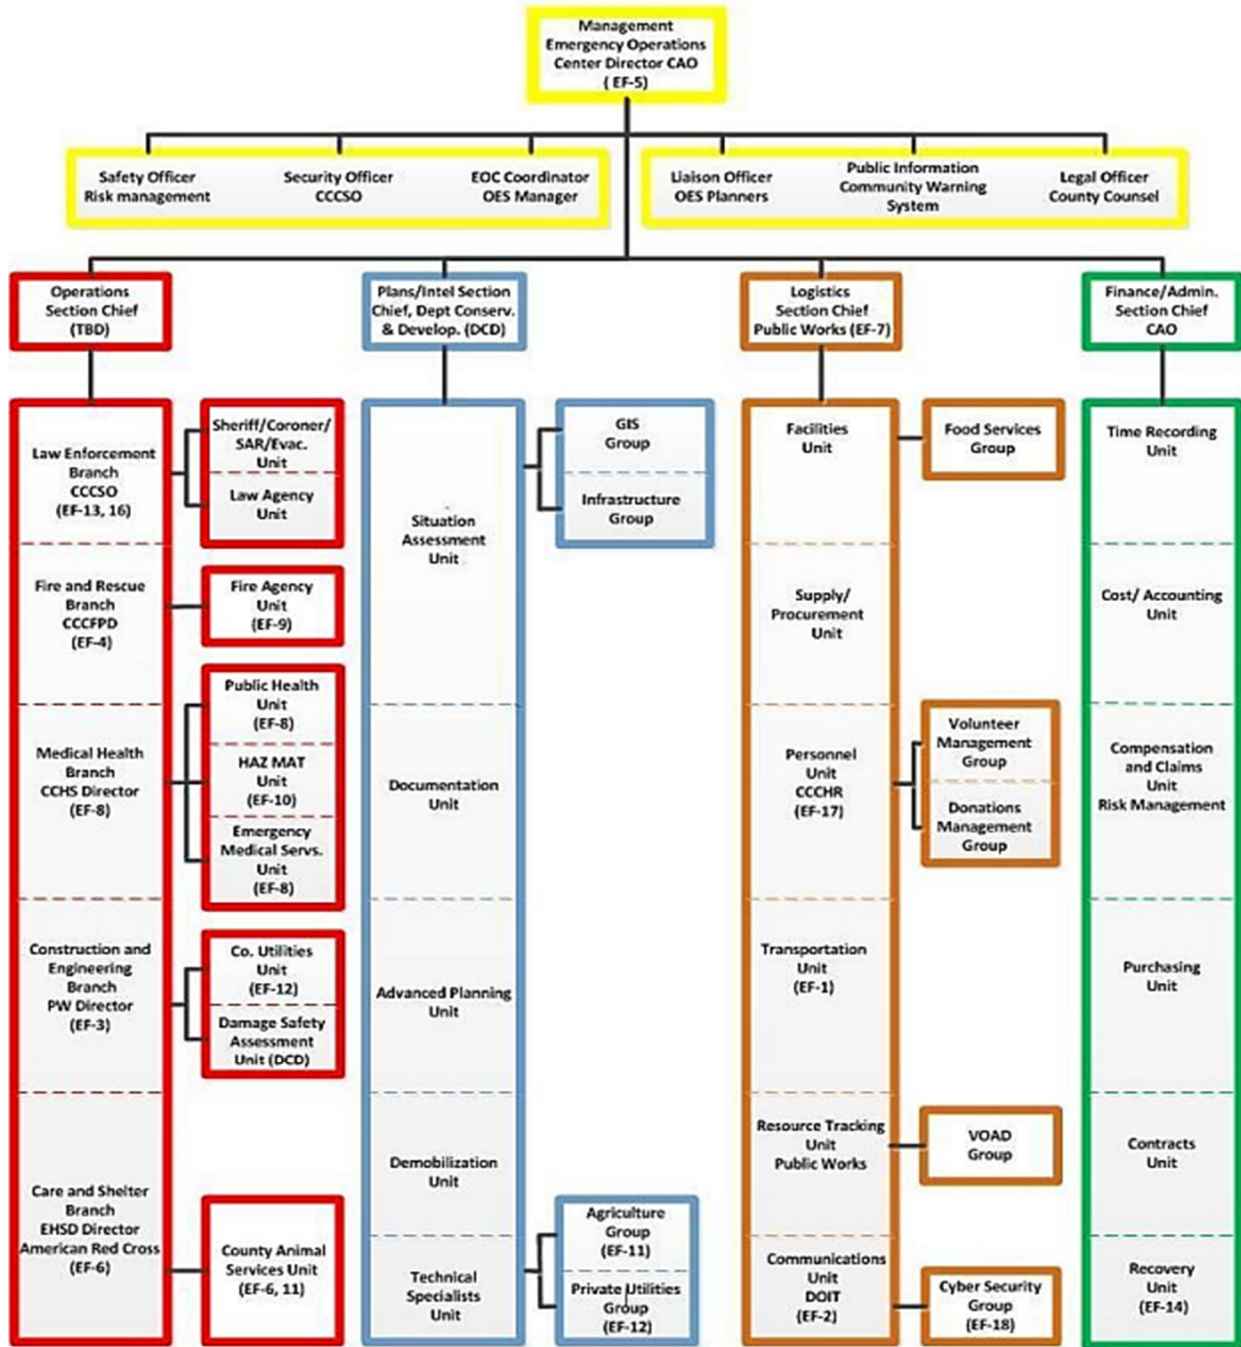 Management
Emergency Operations
Center Director CAO
( EF-5)
Safety Officer
Risk management
Security Officer
CCCSO
EOC Coordinator
OES Manager
Liaison Officer
OES Planners
Public Information
Community Warning
System
Legal Officer
County Counsel
Operations
Section Chief
(TBD)
Plans/Intel Section
Chief, Dept Conserv.
& Develop. (DCD)
Logistics
Section Chief
Public Works (EF-7)
Finance/Admin.
Section Chief
CAO
Law Enforcement
Branch
CCCSO
(EF-13, 16)
Sheriff/Coroner/
SAR/Evac.
Unit
Law Agency
Unit
Fire and Rescue
Branch
CCCFPD
(EF-4)
Fire Agency
Unit
(EF-9)
Medical Health
Branch
CCHS Director
(EF-8)
Public Health
Unit
(EF-8)
HAZ MAT
Unit
(EF-10)
Emergency
Medical Servs.
Unit
(EF-8)
Construction and
Engineering
Branch
PW Director
(EF-3)
Co. Utilities
Unit
(EF-12)
Damage Safety
Assessment
Unit (DCD)
Care and Shelter
Branch
EHSD Director
American Red Cross
(EF-6)
County Animal
Services Unit
(EF-6, 11)
Situation
Assessment
Unit
GIS
Group
Infrastructure
Group
Documentation
Unit
Advanced Planning
Unit
Demobilization
Unit
Technical
Specialists
Unit
Agriculture
Group
(EF-11)
Private Utilities
Group
(EF-12)
Facilities
Unit
Food Services
Group
Supply/
Procurement
Unit
Personnel
Unit
CCCHR
(EF-17)
Volunteer
Management
Group
Donations
Management
Group
Transportation
Unit
(EF-1)
Resource Tracking
Unit
Public Works
VOAD
Group
Communications
Unit
DOIT
(EF-2)
Cyber Security
Group
(EF-18)
Time Recording
Unit
Cost/ Accounting
Unit
Compensation
and Claims
Unit
Risk Management
Purchasing
Unit
Contracts
Unit
Recovery
Unit
(EF-14)